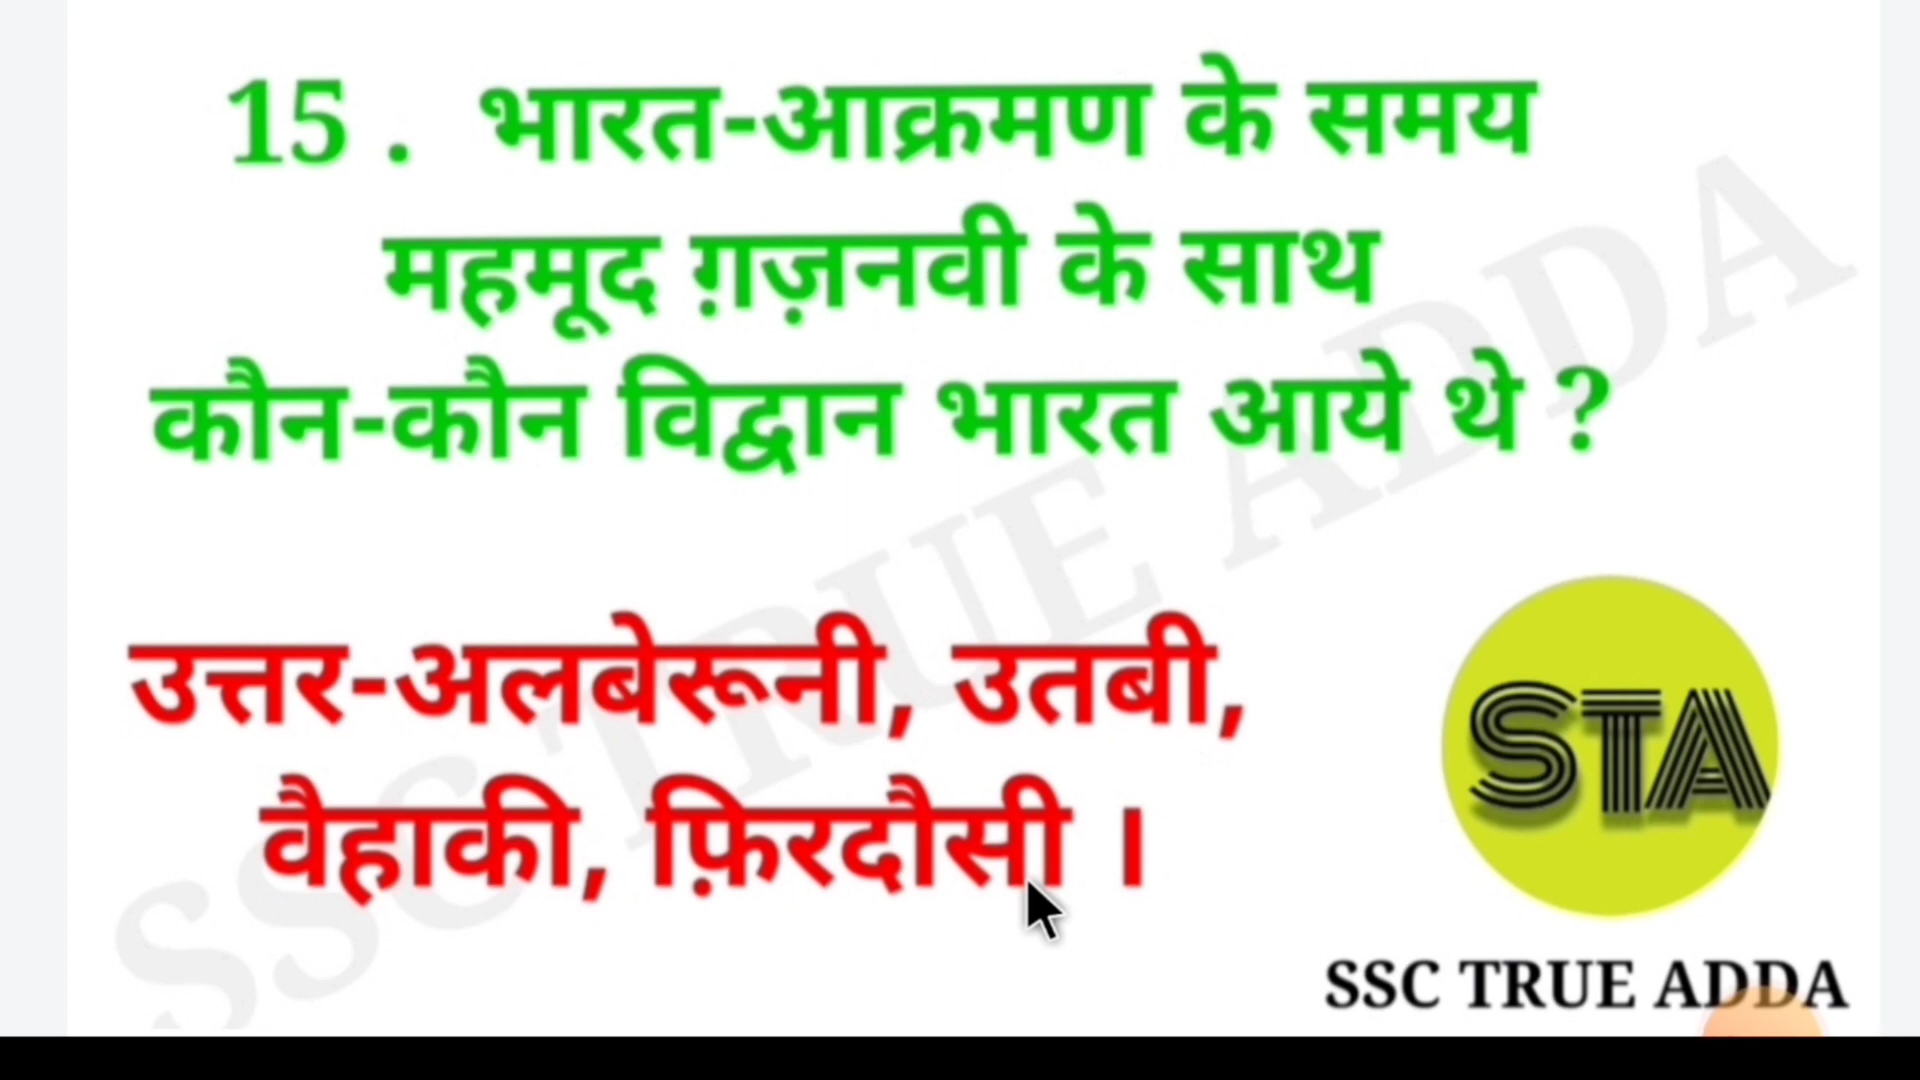 15 . भारत-आक्रमण के समय
महमूद ग़ज़नवी के साथ
कौन-कौन विद्वान भारत आये थे ?
उत्तर-अलबेरूनी, उतबी,
वैहाकी, फ़िरदौसी ।
STA
SSC TRUE ADDA
SSC TRUE ADDA